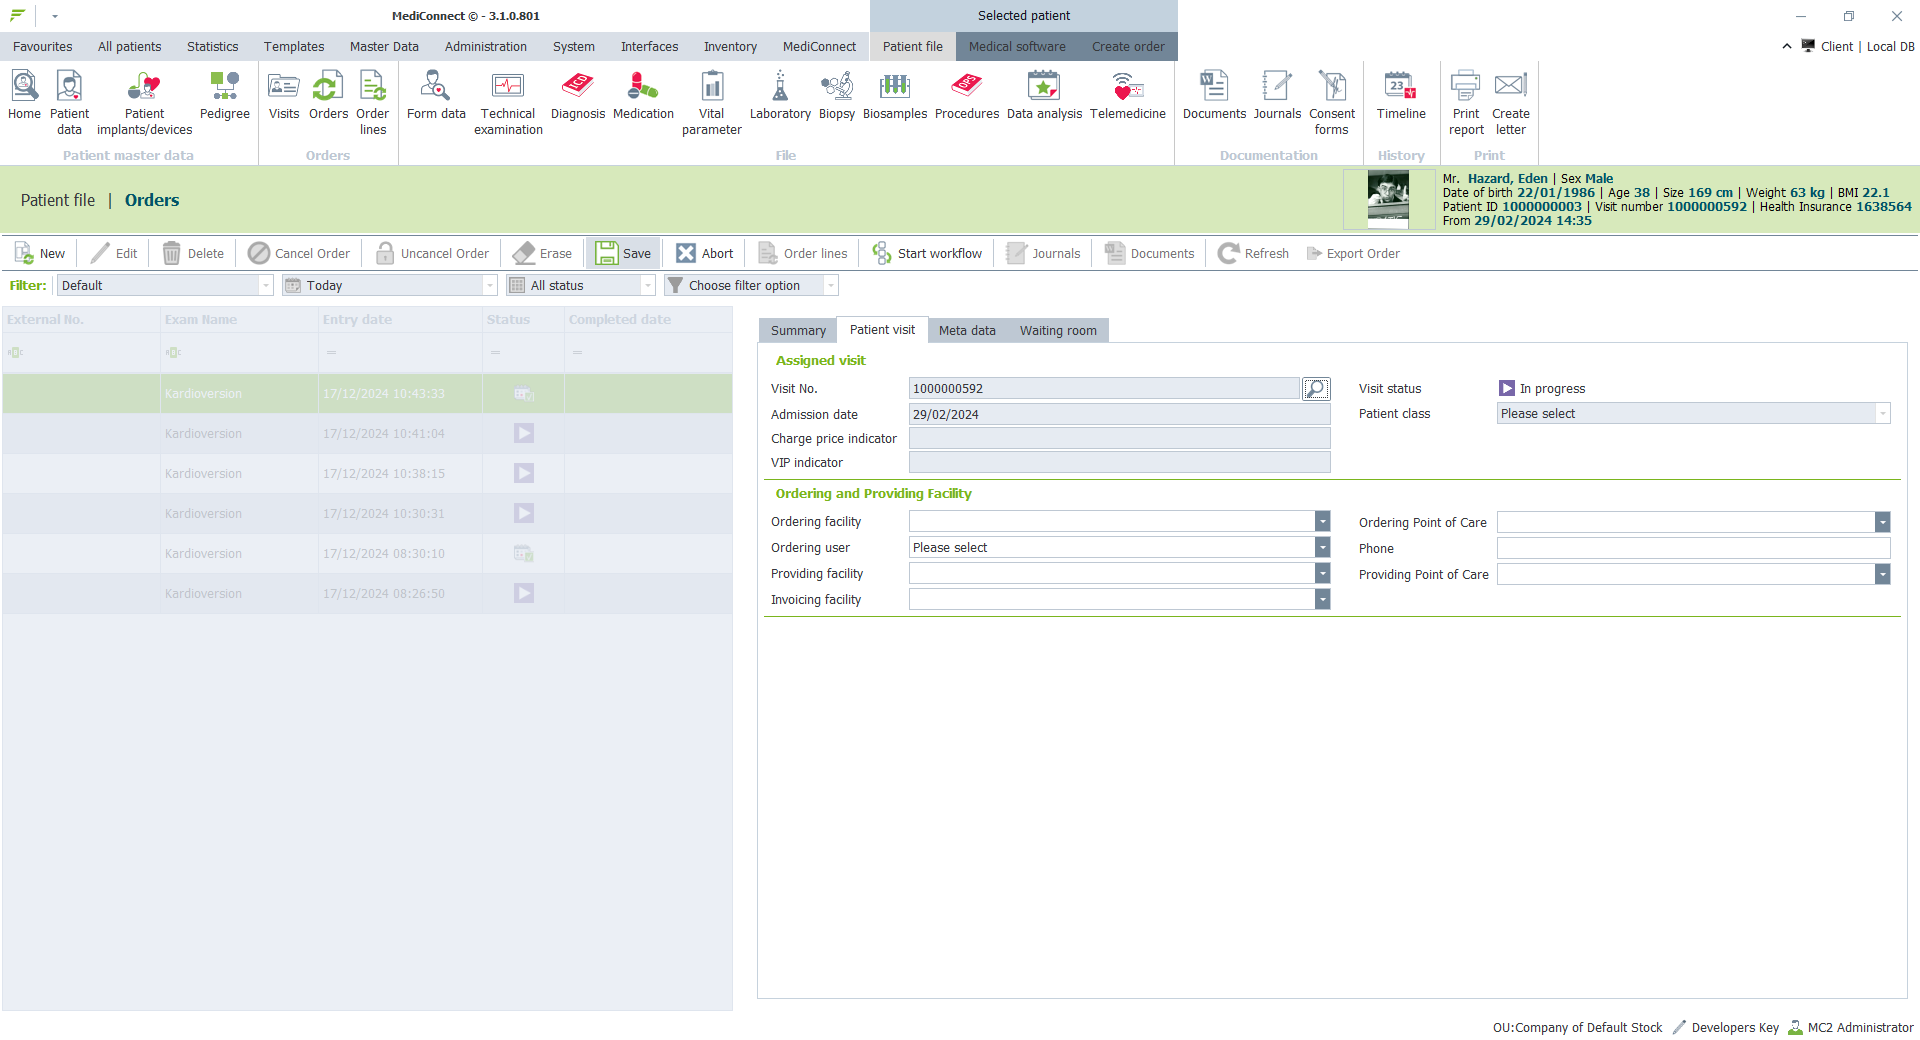 MediConnect © - 3.1.0.801
Selected patient
Favourites All patients Statistics Templates Master Data Administration System Interfaces Inventory MediConnect Patient file Medical software Create order
Client | Local DB
Home Patient data Patient implants/devices Pedigree Visits Orders Order lines Form data Technical examination Diagnosis Medication Vital parameter Laboratory Biopsy Biosamples Procedures Data analysis Telemedicine Documents Journals Consent forms Timeline Print report Create letter
Patient master data Orders File Documentation History Print
Patient file | Orders
Mr. Hazard, Eden | Sex Male
Date of birth 22/01/1986 | Age 38 | Size 169 cm | Weight 63 kg | BMI 22.1
Patient ID 1000000003 | Visit number 1000000592 | Health Insurance 1638564
From 29/02/2024 14:35
New Edit Delete Cancel Order Uncancel Order Erase Save Abort Order lines Start workflow Journals Documents Refresh Export Order
Filter: Default Today All status Choose filter option
External No. Exam Name Entry date Status Completed date
= = =
Kardioversion 17/12/2024 10:43:33
Kardioversion 17/12/2024 10:41:04
Kardioversion 17/12/2024 10:38:15
Kardioversion 17/12/2024 10:30:31
Kardioversion 17/12/2024 08:30:10
Kardioversion 17/12/2024 08:26:50
Summary Patient visit Meta data Waiting room
Assigned visit
Visit No. 1000000592 Visit status In progress
Admission date 29/02/2024 Patient class Please select
Charge price indicator
VIP indicator
Ordering and Providing Facility
Ordering facility Ordering Point of Care
Ordering user Please select Phone
Providing facility Providing Point of Care
Invoicing facility
OU:Company of Default Stock Developers Key MC2 Administrator